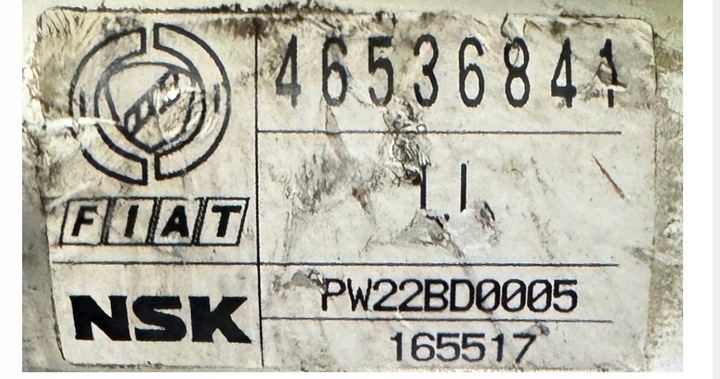 46536841
FIAT
NSK
PW22BD0005
165517